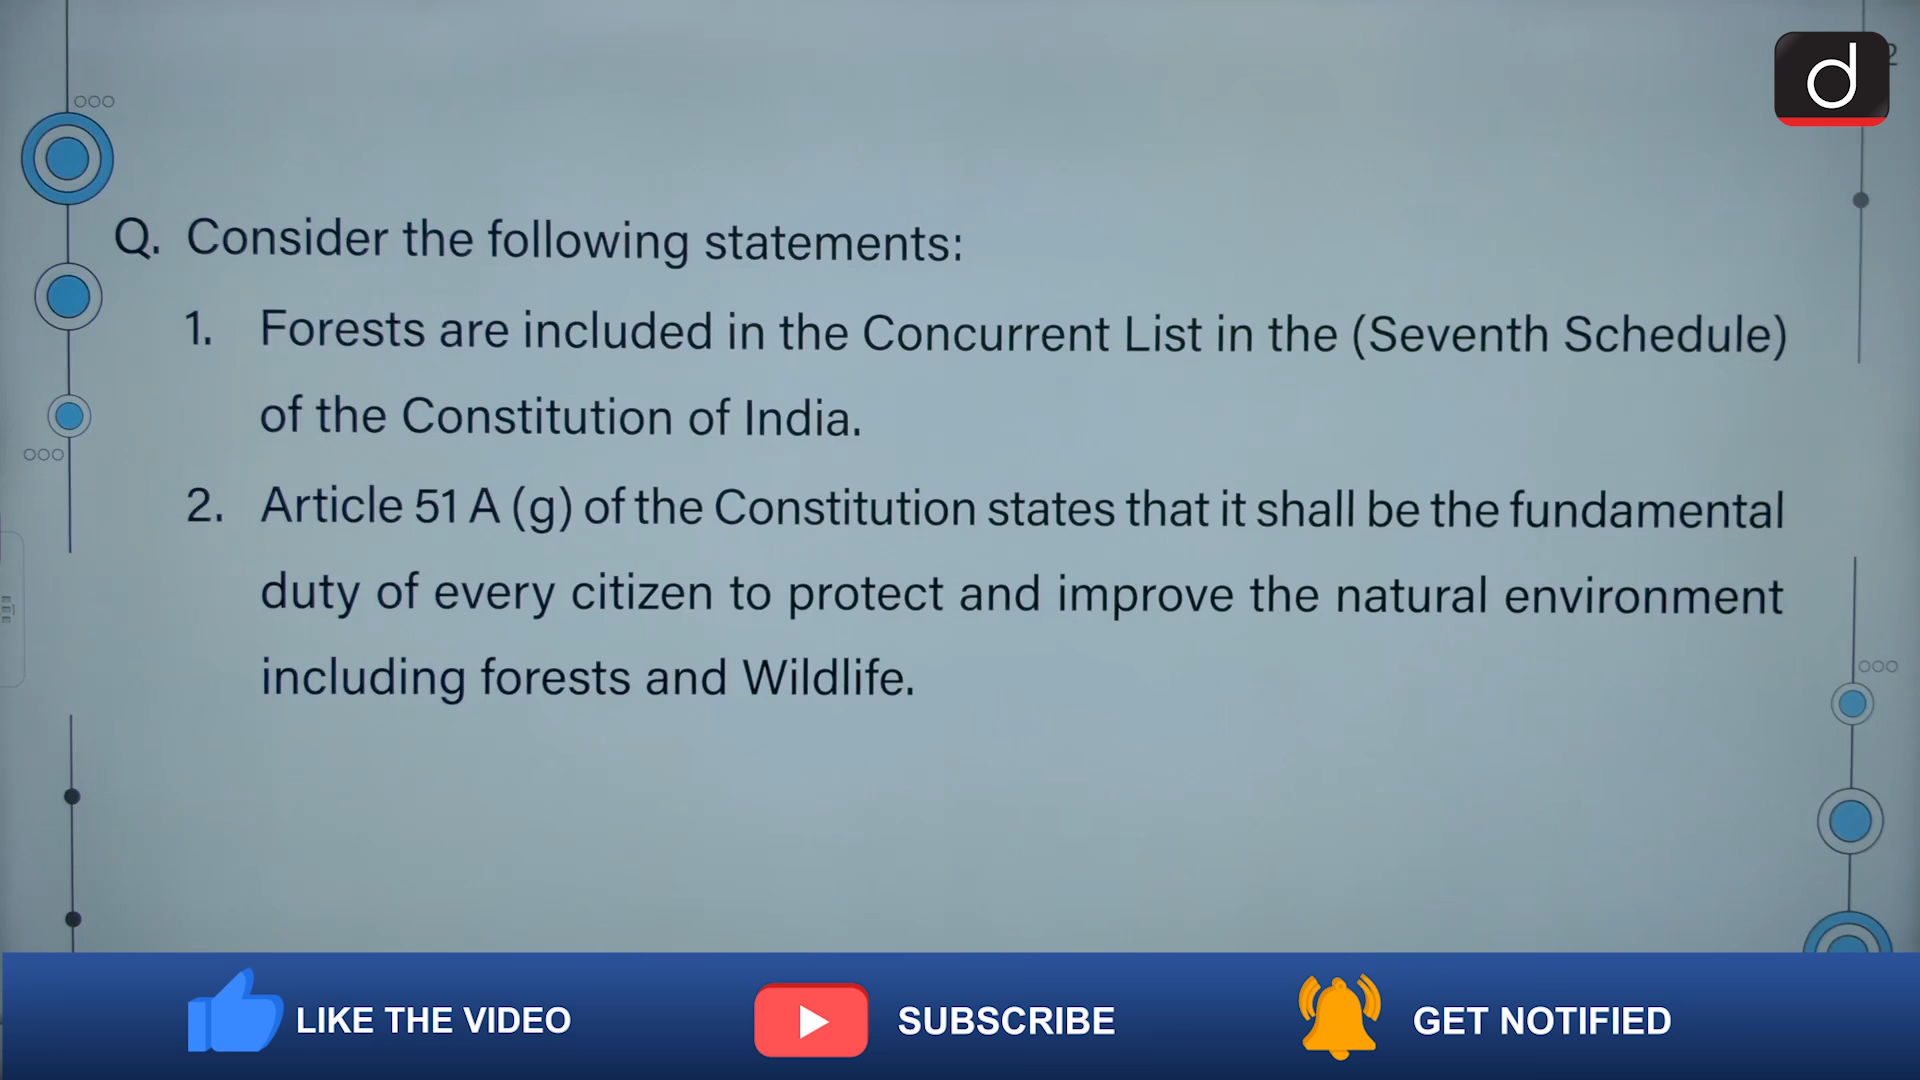 2
d
Q. Consider the following statements:
1. Forests are included in the Concurrent List in the (Seventh Schedule)
of the Constitution of India.
2. Article 51 A (g) of the Constitution states that it shall be the fundamental
duty of every citizen to protect and improve the natural environment
including forests and Wildlife.
LIKE THE VIDEO
SUBSCRIBE
GET NOTIFIED